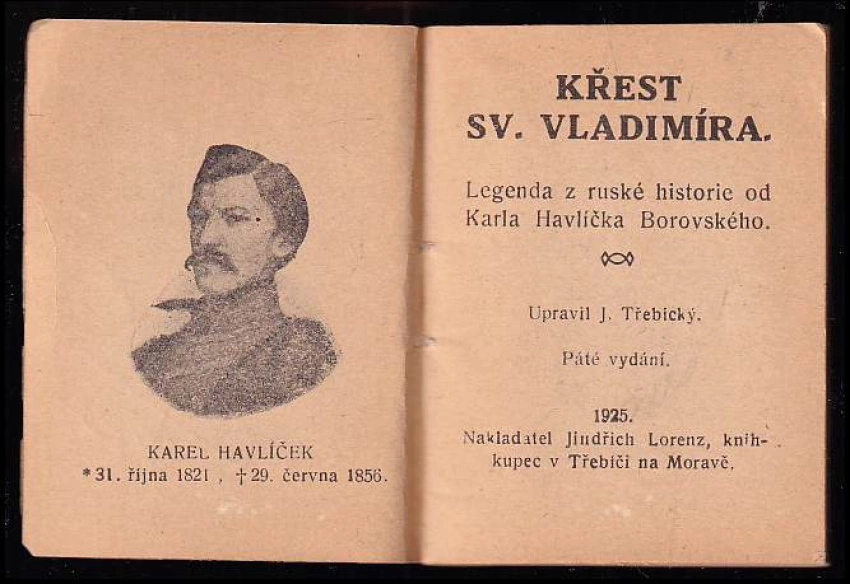 KAREL HAVLÍČEK
* 31. října 1821 , † 29. června 1856.
KŘEST
SV. VLADIMÍRA.
Legenda z ruské historie od
Karla Havlíčka Borovského.
Upravil J. Třebický.
Páté vydání.
1925.
Nakladatel Jindřich Lorenz, knih-
kupec v Třebíči na Moravě.